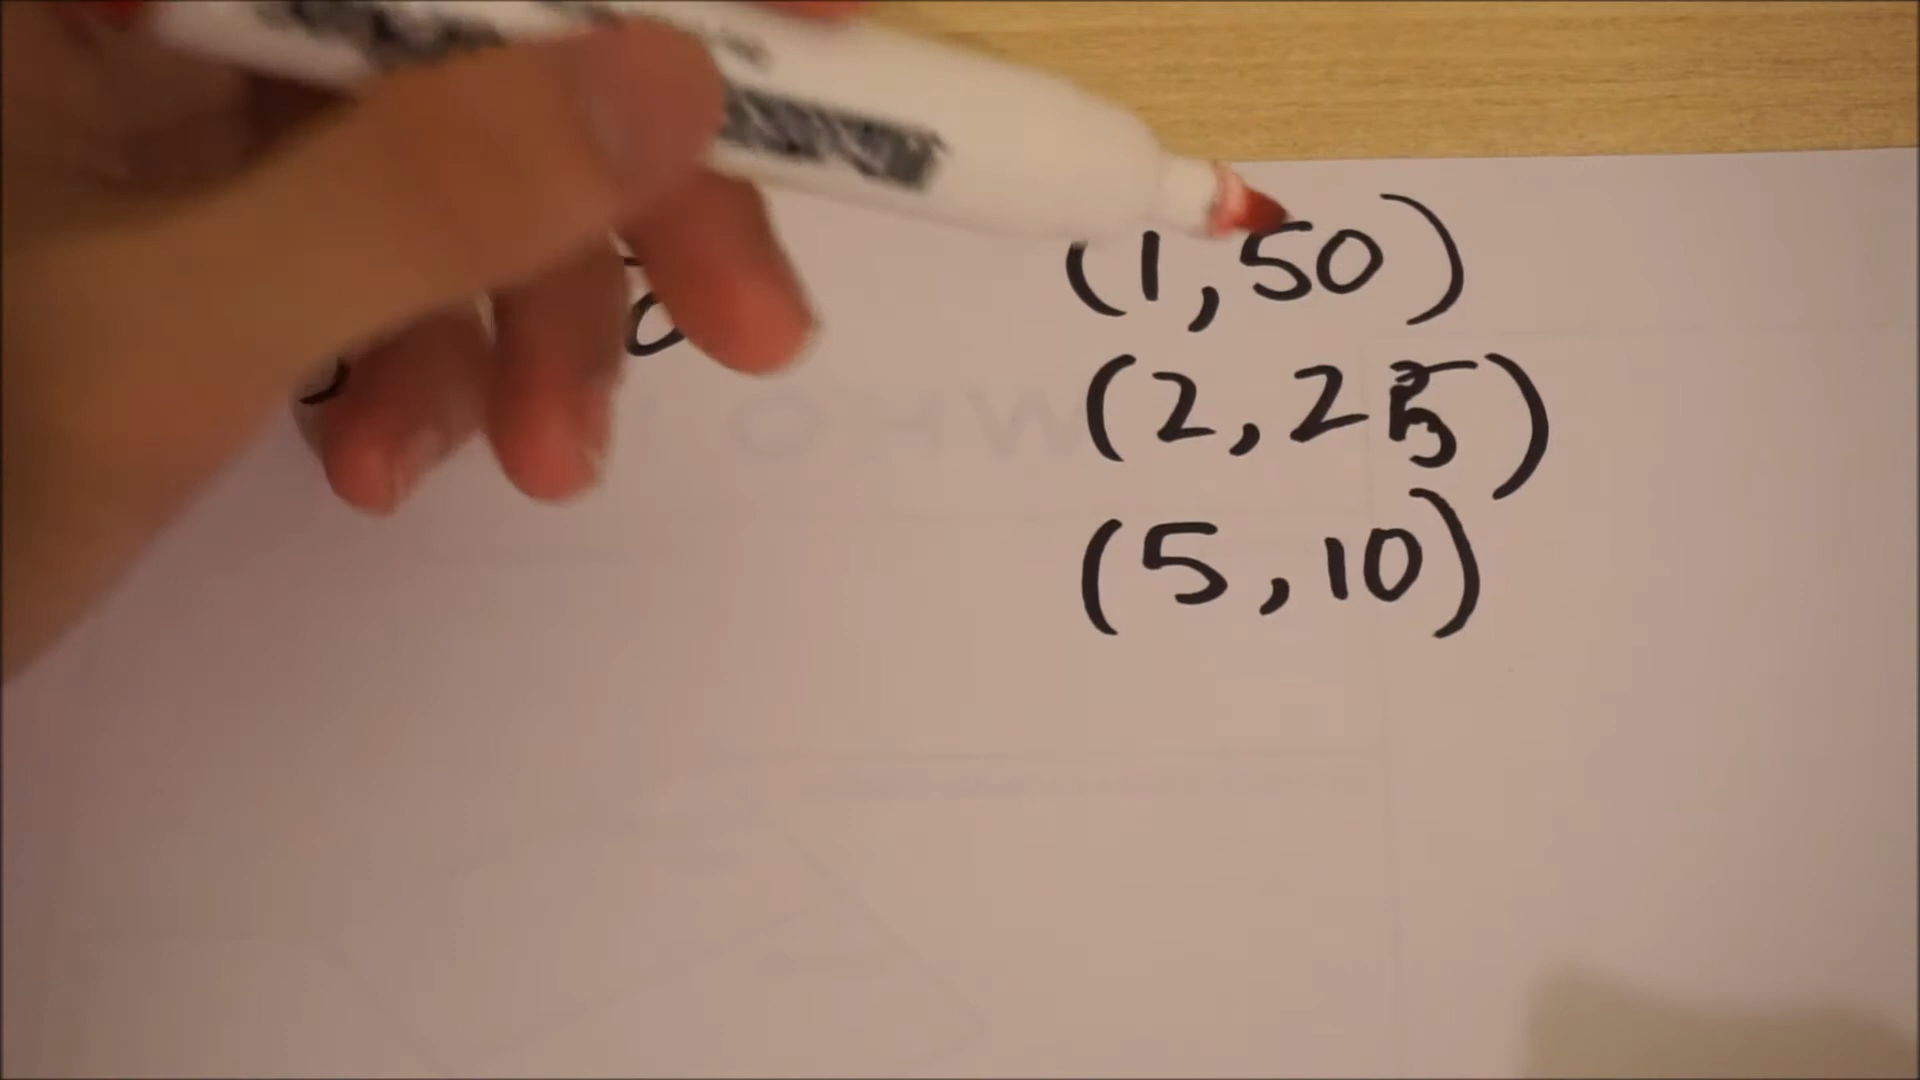 (1, 50)
(2, 25)
(5, 10)